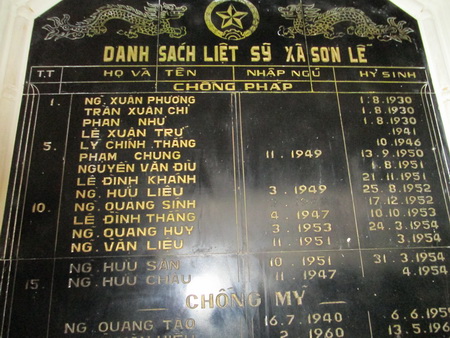 DANH SÁCH LIỆT SỸ XÃ SƠN LỄ
T.T HỌ VÀ TÊN NHẬP NGŨ HY SINH
CHỐNG PHÁP
1. NG. XUÂN PHƯƠNG 1.8.1930
TRẦN XUÂN CHI 1.8.1930
PHAN NHƯ 1.8.1930
LÊ XUÂN TRỰ .1941
5. LÝ CHÍNH THẮNG 10.1946
PHẠM CHUNG 11.1949 13.9.1950
NGUYỄN VĂN DIU 1.8.1951
LÊ ĐÌNH KHANH 21.11.1951
NG. HỮU LIỆU 3.1949 25.8.1952
10. NG. QUANG SINH 17.12.1952
LÊ ĐÌNH THẮNG 4.1947 10.10.1953
NG. QUANG HUY 3.1953 24.3.1954
NG. VĂN LIỆU 11.1951 .3.1954
NG. HỮU SAN 10.1951 31.3.1954
15. NG. HỮU CHÂU 11.1947 4.1954
CHỐNG MỸ
NG. QUANG TẠO 16.7.1940
2.1960